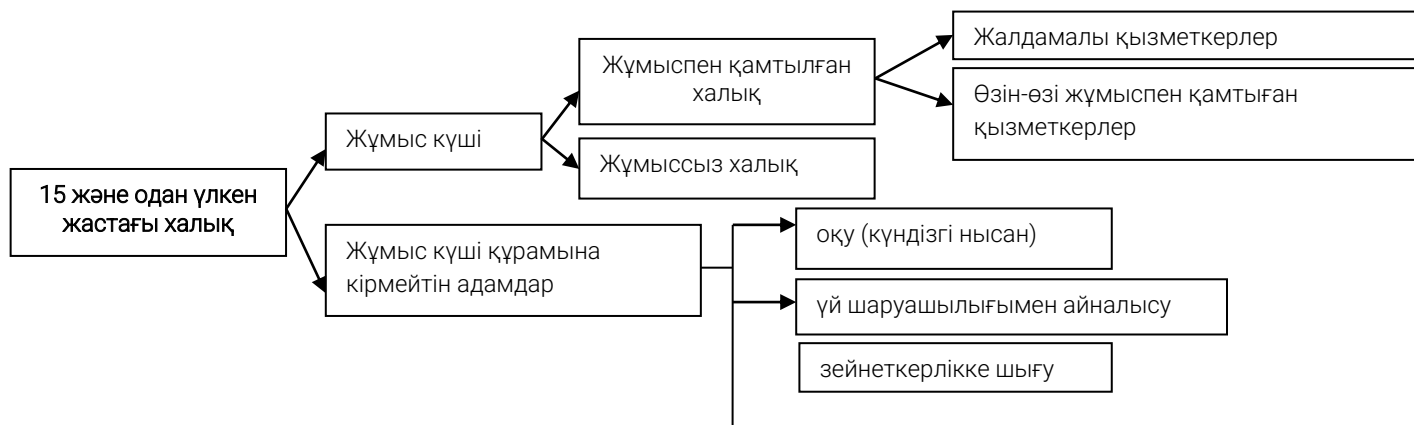 Жалдамалы қызметкерлер
Жұмыспен қамтылған
халық
Өзін-өзі жұмыспен қамтыған
қызметкерлер
Жұмыс күші
Жұмыссыз халық
15 және одан үлкен
жастағы халық
Жұмыс күші құрамына
кірмейтін адамдар
оқу (күндізгі нысан)
үй шаруашылығымен айналысу
зейнеткерлікке шығу